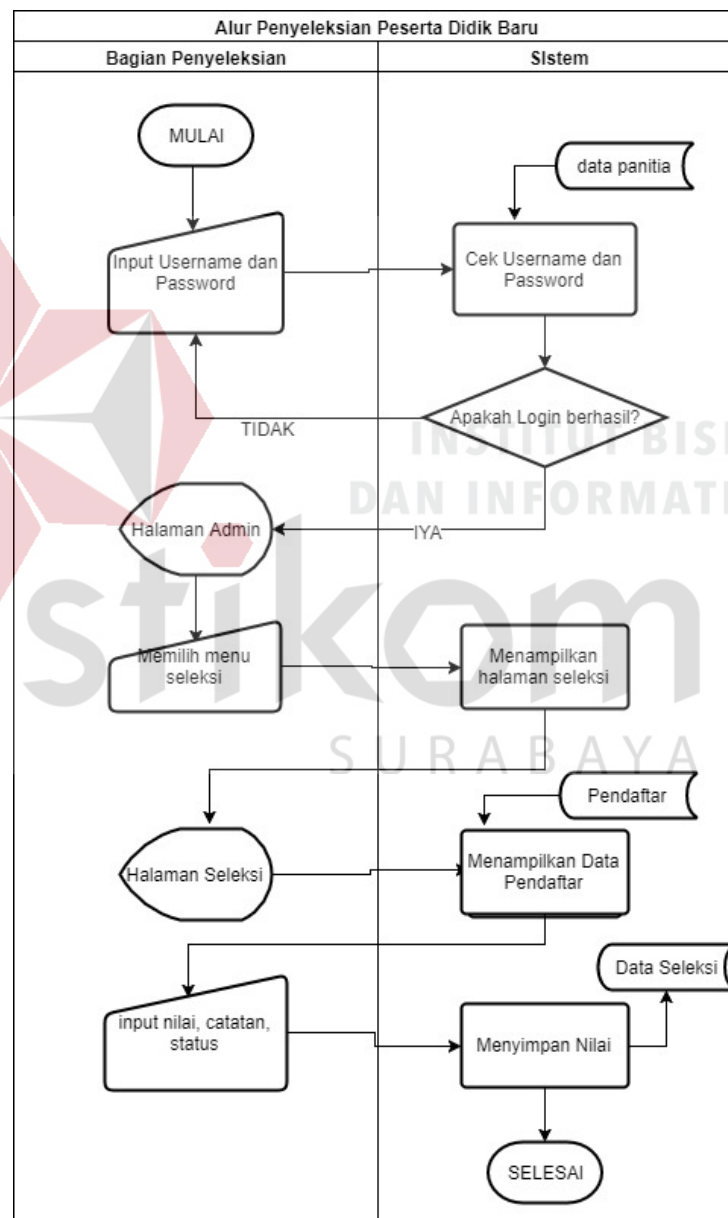 Alur Penyeleksian Peserta Didik Baru
Bagian Penyeleksian
Sistem
MULAI
data panitia
Input Username dan
Password
Cek Username dan
Password
Apakah Login berhasil?
TIDAK
INSTITUT BISI
DAN INFORMATI
Halaman Admin
IYA
stikom
SURABAYA
Memilih menu
seleksi
Menampilkan
halaman seleksi
Pendaftar
Halaman Seleksi
Menampilkan Data
Pendaftar
Data Seleksi
input nilai, catatan,
status
Menyimpan Nilai
SELESAI